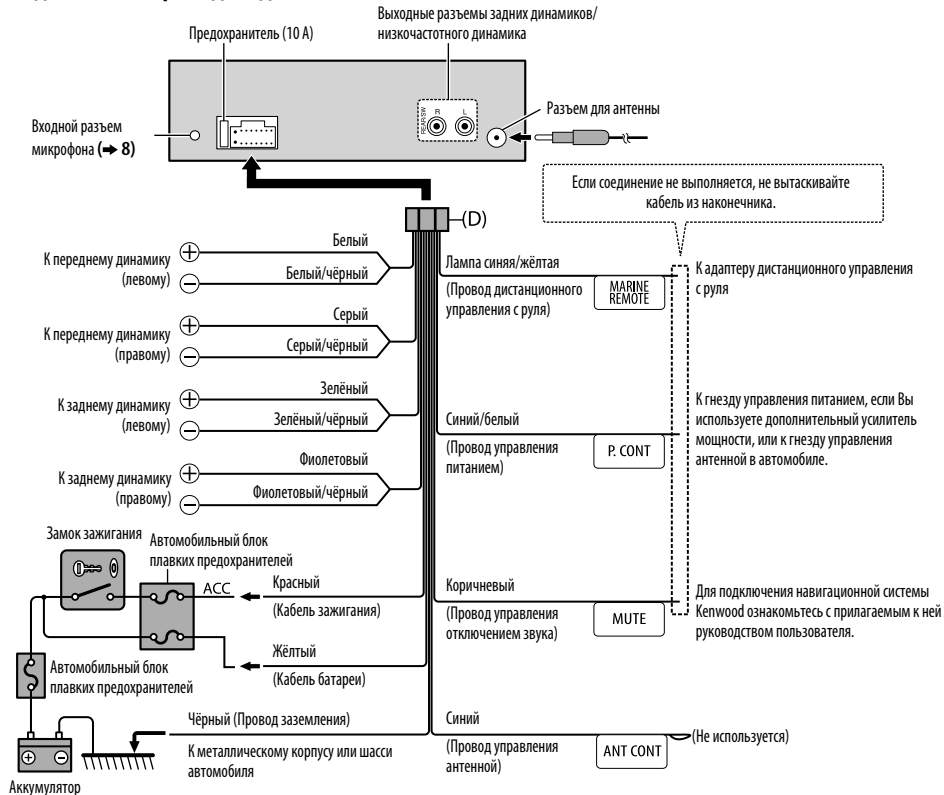 Выходные разъемы задних динамиков/
низкочастотного динамика
Предохранитель (10 A)
REAR/SW
R
L
Разъем для антенны
Входной разъем
микрофона (➡ 8)
Если соединение не выполняется, не вытаскивайте
кабель из наконечника.
(D)
К переднему динамику
(левому)
Белый
Белый/чёрный
К переднему динамику
(правому)
Серый
Серый/чёрный
К заднему динамику
(левому)
Зелёный
Зелёный/чёрный
К заднему динамику
(правому)
Фиолетовый
Фиолетовый/чёрный
Лампа синяя/жёлтая
(Провод дистанционного
управления с руля)
MARINE
REMOTE
К адаптеру дистанционного управления
с руля
Синий/белый
(Провод управления
питанием)
P. CONT
К гнезду управления питанием, если Вы
используете дополнительный усилитель
мощности, или к гнезду управления
антенной в автомобиле.
Замок зажигания
Автомобильный блок
плавких предохранителей
ACC
Красный
(Кабель зажигания)
Жёлтый
(Кабель батареи)
Автомобильный блок
плавких предохранителей
Коричневый
(Провод управления
отключением звука)
MUTE
Для подключения навигационной системы
Kenwood ознакомьтесь с прилагаемым к ней
руководством пользователя.
Чёрный (Провод заземления)
К металлическому корпусу или шасси
автомобиля
Аккумулятор
Синий
(Провод управления
антенной)
ANT CONT
(Не используется)